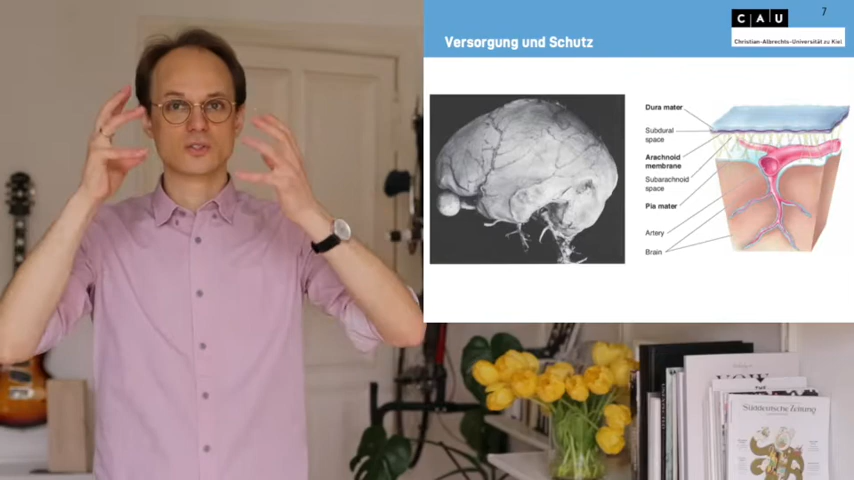 7
CAU
Christian-Albrechts-Universität zu Kiel
Versorgung und Schutz
Dura mater
Subdural
space
Arachnoid
membrane
Subarachnoid
space
Pia mater
Artery
Brain
Süddeutsche Zeitung